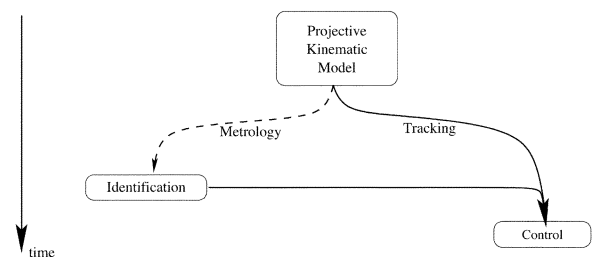 Projective
Kinematic
Model
Metrology
Tracking
Identification
Control
time